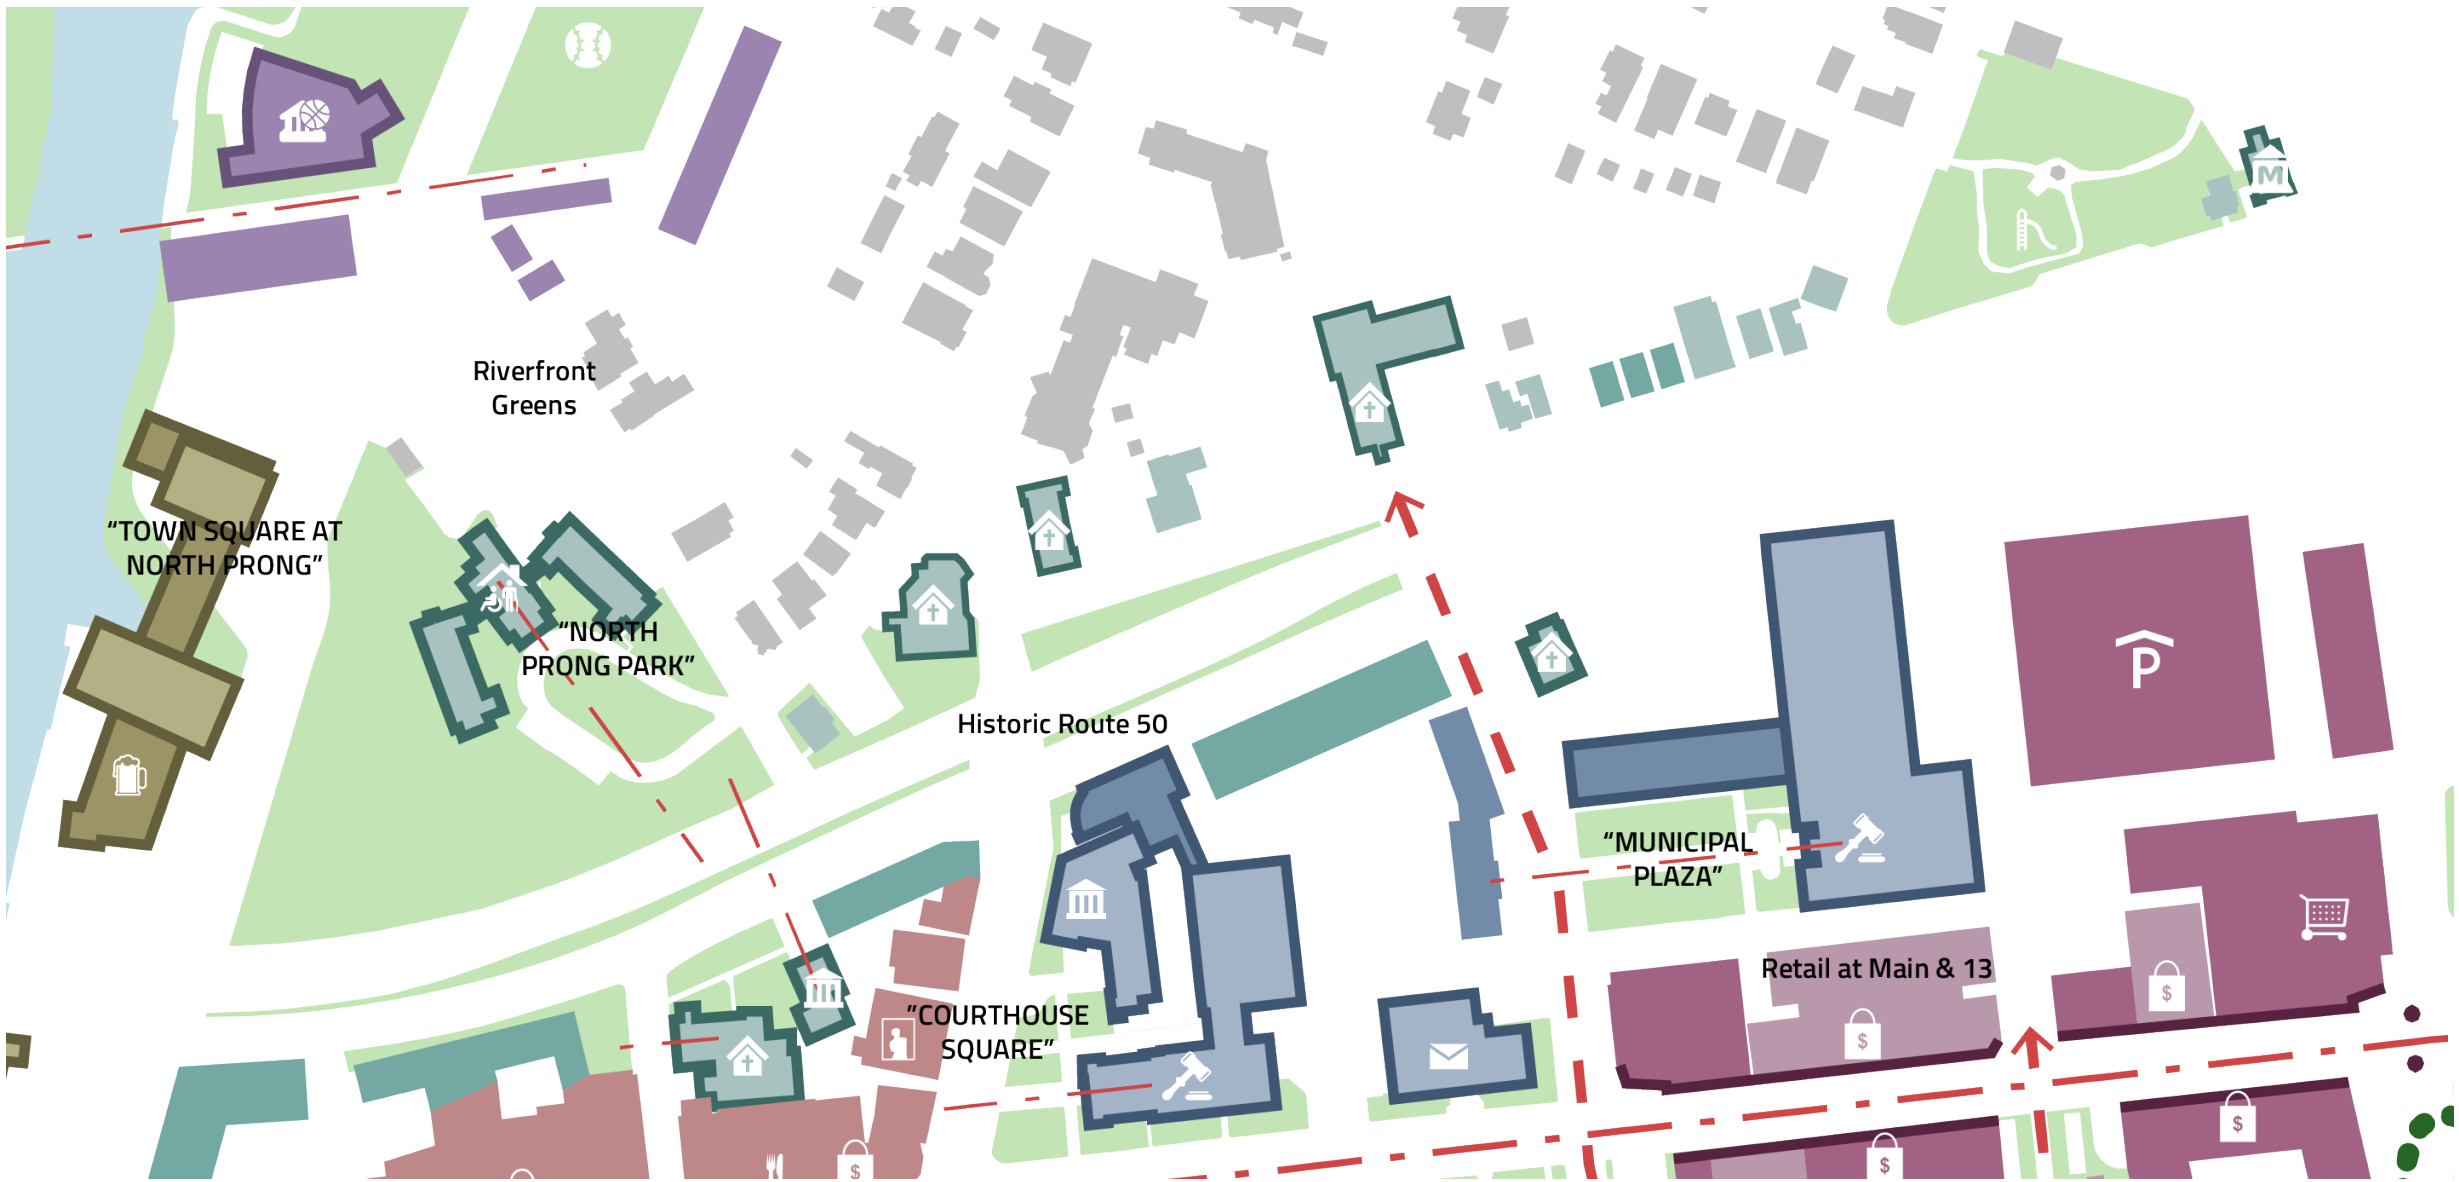 Riverfront
Greens
“TOWN SQUARE AT
NORTH PRONG”
“NORTH
PRONG PARK”
Historic Route 50
“MUNICIPAL
PLAZA”
Retail at Main & 13
”COURTHOUSE
SQUARE”
M
P
$
$
$
$
$